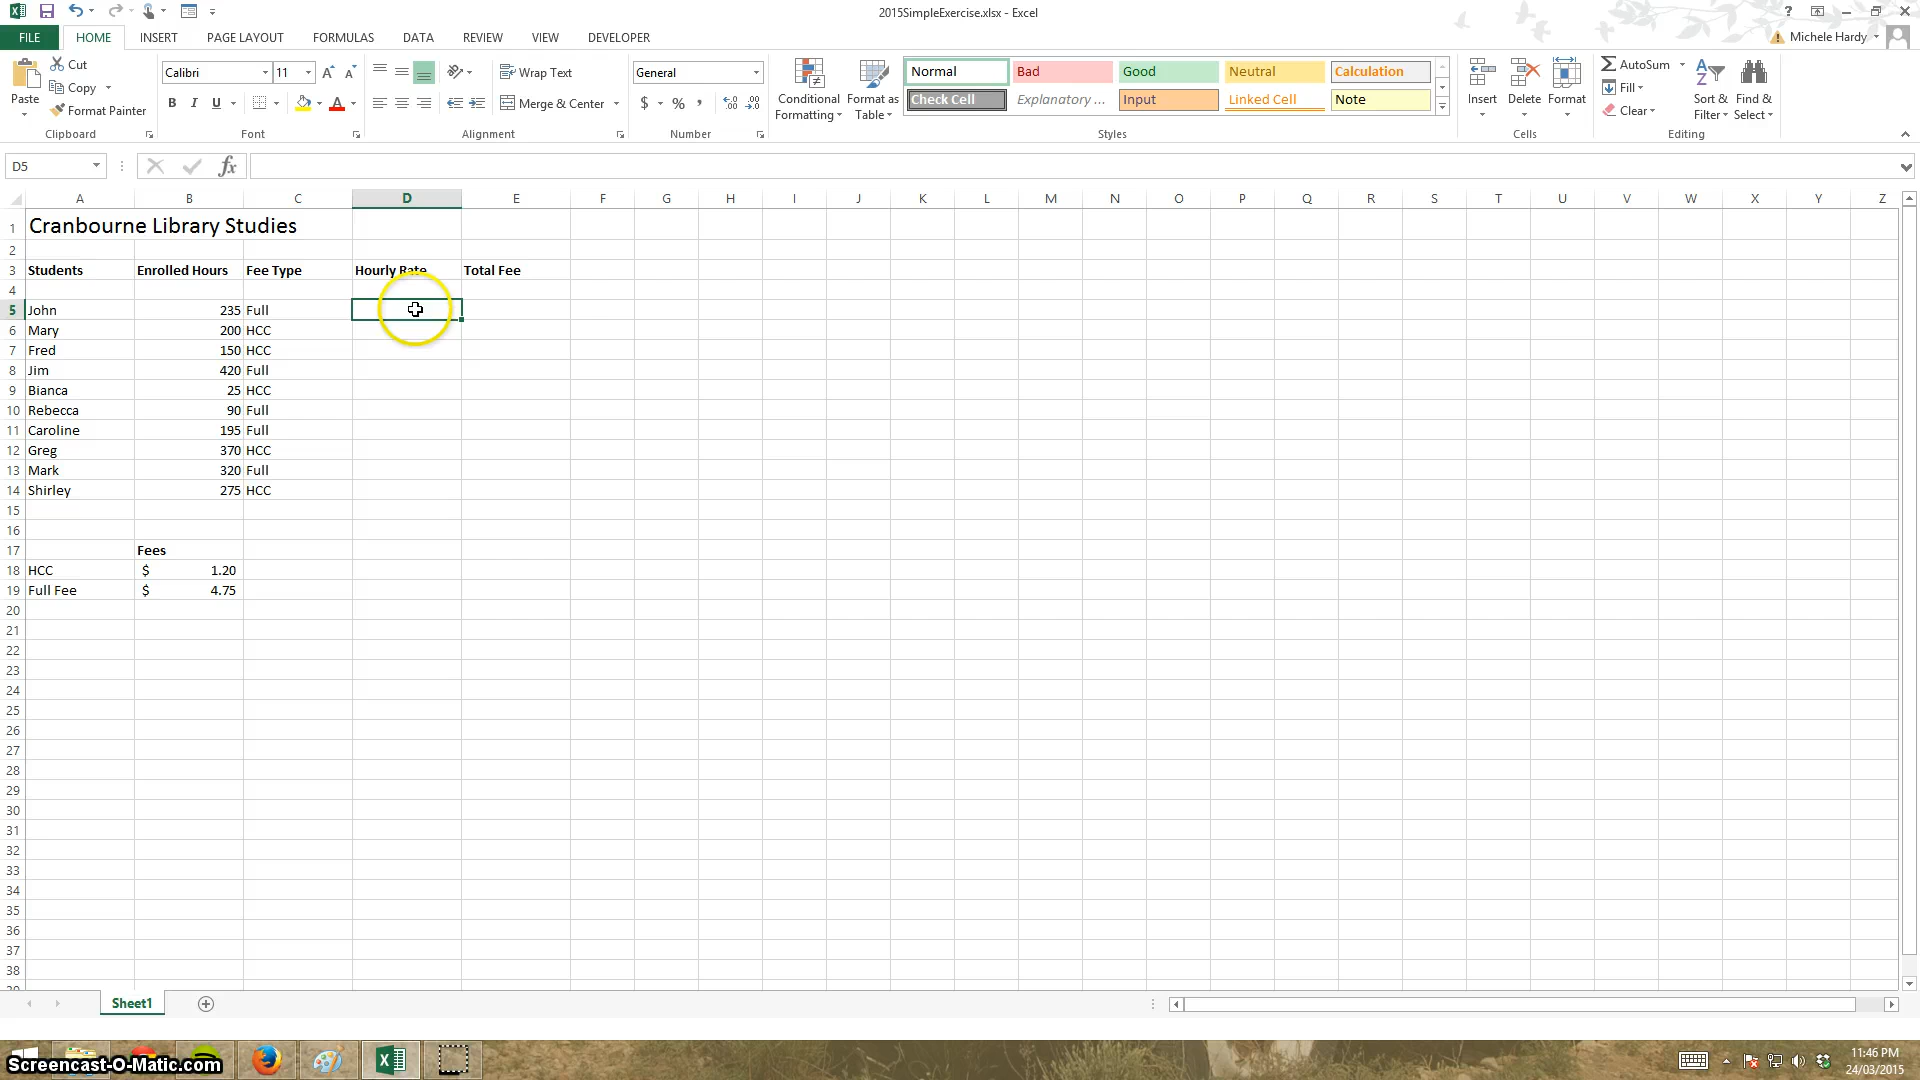 2015SimpleExercise.xlsx - Excel
?
FILE HOME INSERT PAGE LAYOUT FORMULAS DATA REVIEW VIEW DEVELOPER
Michele Hardy
Paste
Cut
Copy
Format Painter
Clipboard
Calibri 11
A A
B I U A
Font
Wrap Text
Merge & Center
Alignment
General
$ % ,
Number
Conditional Formatting
Format as Table
Normal Bad Good Neutral Calculation
Check Cell Explanatory ... Input Linked Cell Note
Styles
Insert Delete Format
Cells
AutoSum
Fill
Clear
Sort & Filter
Find & Select
Editing
D5 fx
A B C D E F G H I J K L M N O P Q R S T U V W X Y Z
1 Cranbourne Library Studies
2
3 Students Enrolled Hours Fee Type Hourly Rate Total Fee
4
5 John 235 Full
6 Mary 200 HCC
7 Fred 150 HCC
8 Jim 420 Full
9 Bianca 25 HCC
10 Rebecca 90 Full
11 Caroline 195 Full
12 Greg 370 HCC
13 Mark 320 Full
14 Shirley 275 HCC
15
16
17 Fees
18 HCC $ 1.20
19 Full Fee $ 4.75
20
21
22
23
24
25
26
27
28
29
30
31
32
33
34
35
36
37
38
Sheet1
Screencast-O-Matic.com
11:46 PM
24/03/2015